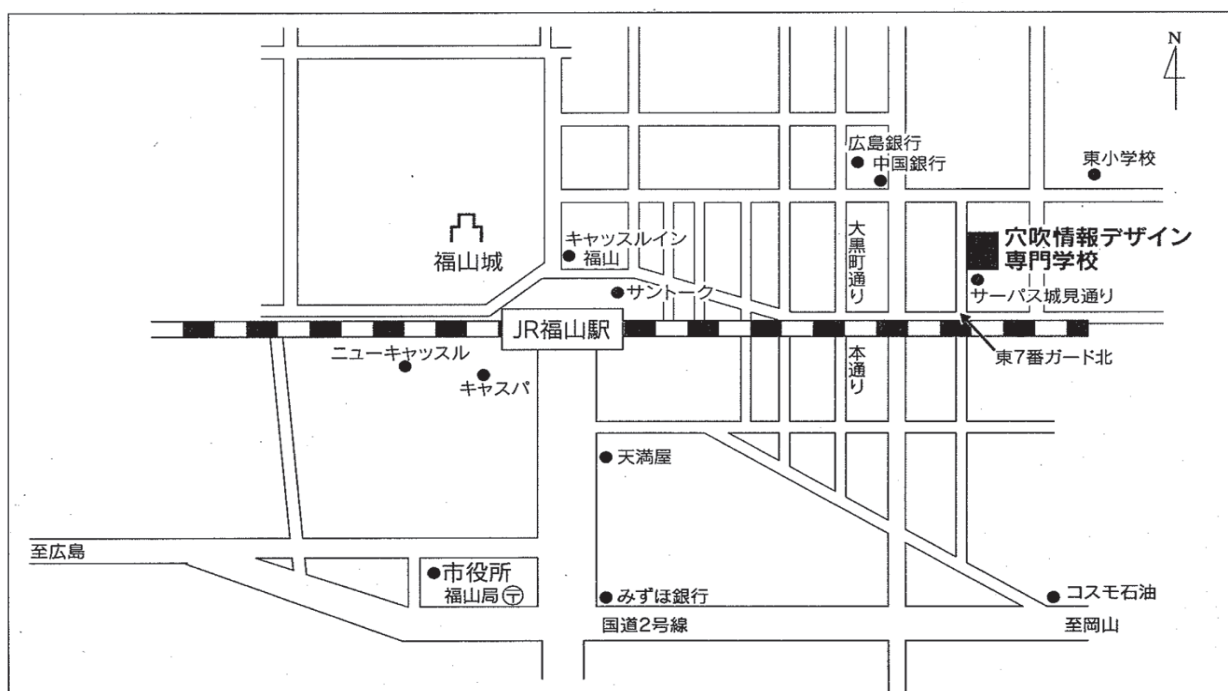 N
広島銀行
中国銀行
東小学校
福山城
キャッスルイン
福山
サントーク
大黒町通り
穴吹情報デザイン
専門学校
サーパス城見通り
JR福山駅
ニューキャッスル
キャスパ
本通り
東7番ガード北
天満屋
至広島
市役所
福山局〶
みずほ銀行
国道2号線
コスモ石油
至岡山